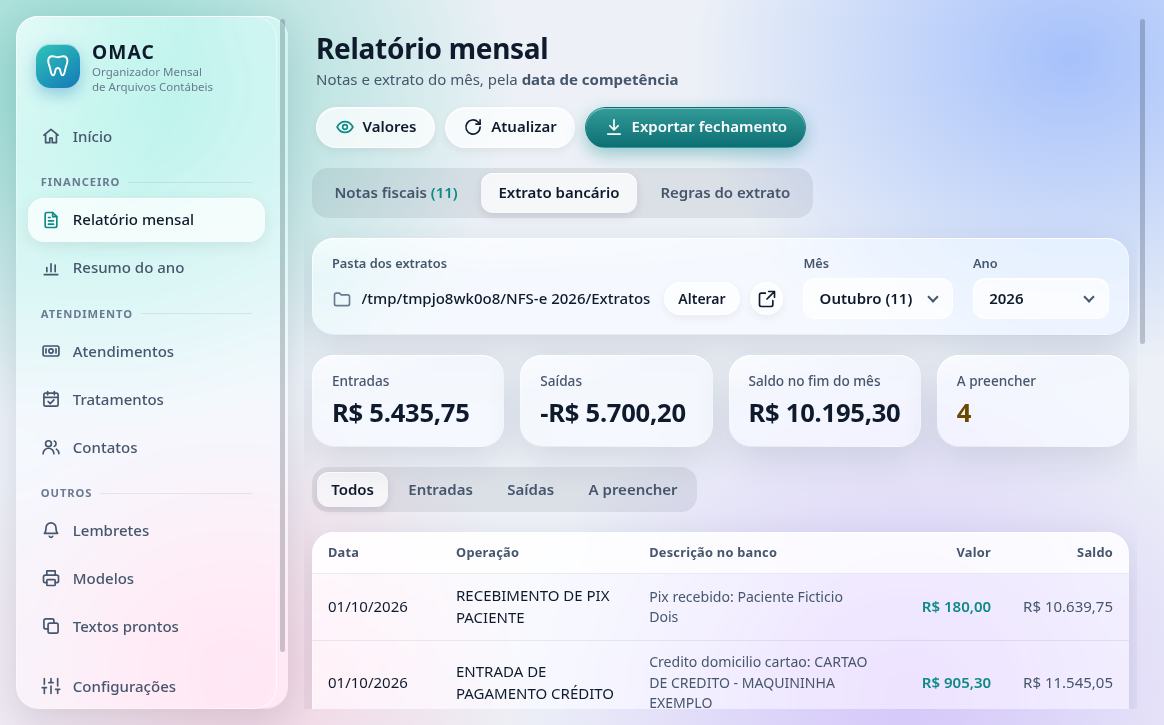 OMAC
Organizador Mensal
de Arquivos Contábeis
Início
FINANCEIRO
Relatório mensal
Resumo do ano
ATENDIMENTO
Atendimentos
Tratamentos
Contatos
OUTROS
Lembretes
Modelos
Textos prontos
Configurações
Relatório mensal
Notas e extrato do mês, pela data de competência
Valores
Atualizar
Exportar fechamento
Notas fiscais (11)
Extrato bancário
Regras do extrato
Pasta dos extratos
/tmp/tmpjo8wk0o8/NFS-e 2026/Extratos
Alterar
Mês
Outubro (11)
Ano
2026
Entradas
R$ 5.435,75
Saídas
-R$ 5.700,20
Saldo no fim do mês
R$ 10.195,30
A preencher
4
Todos
Entradas
Saídas
A preencher
Data Operação Descrição no banco Valor Saldo
01/10/2026
RECEBIMENTO DE PIX
PACIENTE
Pix recebido: Paciente Ficticio
Dois
R$ 180,00
R$ 10.639,75
01/10/2026
ENTRADA DE
PAGAMENTO CRÉDITO
Credito domicilio cartao: CARTAO
DE CREDITO - MAQUININHA
EXEMPLO
R$ 905,30
R$ 11.545,05